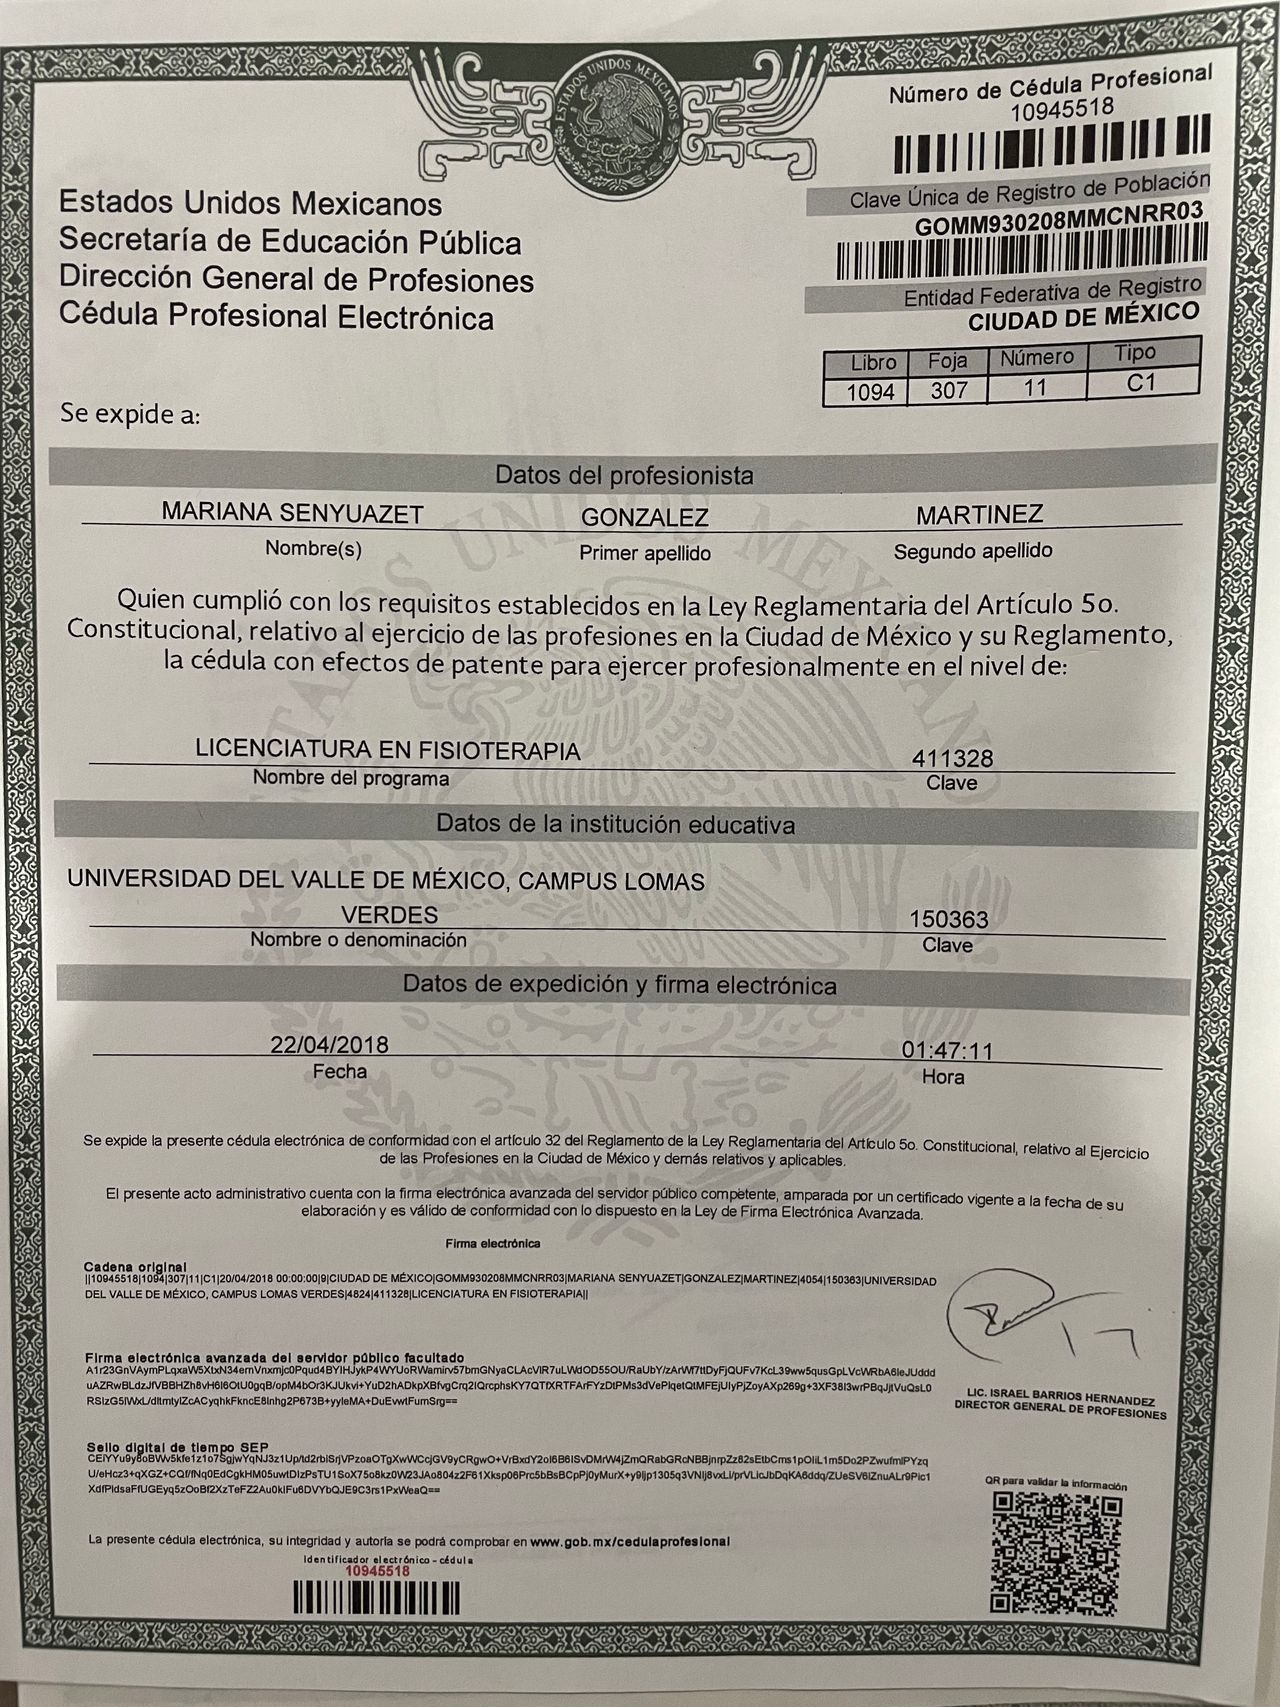 ESTADOS UNIDOS MEXICANOS
Número de Cédula Profesional
10945518
Clave Única de Registro de Población
GOMM930208MMCNRR03
Entidad Federativa de Registro
CIUDAD DE MÉXICO
Libro Foja Número Tipo
1094 307 11 C1
Estados Unidos Mexicanos
Secretaría de Educación Pública
Dirección General de Profesiones
Cédula Profesional Electrónica
Se expide a:
Datos del profesionista
MARIANA SENYUAZET GONZALEZ MARTINEZ
Nombre(s) Primer apellido Segundo apellido
Quien cumplió con los requisitos establecidos en la Ley Reglamentaria del Artículo 5o.
Constitucional, relativo al ejercicio de las profesiones en la Ciudad de México y su Reglamento,
la cédula con efectos de patente para ejercer profesionalmente en el nivel de:
LICENCIATURA EN FISIOTERAPIA 411328
Nombre del programa Clave
Datos de la institución educativa
UNIVERSIDAD DEL VALLE DE MÉXICO, CAMPUS LOMAS
VERDES 150363
Nombre o denominación Clave
Datos de expedición y firma electrónica
22/04/2018 01:47:11
Fecha Hora
Se expide la presente cédula electrónica de conformidad con el artículo 32 del Reglamento de la Ley Reglamentaria del Artículo 5o. Constitucional, relativo al Ejercicio
de las Profesiones en la Ciudad de México y demás relativos y aplicables.
El presente acto administrativo cuenta con la firma electrónica avanzada del servidor público competente, amparada por un certificado vigente a la fecha de su
elaboración y es válido de conformidad con lo dispuesto en la Ley de Firma Electrónica Avanzada.
Firma electrónica
Cadena original
||10945518|1094|307|11|C1|20/04/2018 00:00:00|9|CIUDAD DE MÉXICO|GOMM930208MMCNRR03|MARIANA SENYUAZET|GONZALEZ|MARTINEZ|4054|150363|UNIVERSIDAD
DEL VALLE DE MÉXICO, CAMPUS LOMAS VERDES|4824|411328|LICENCIATURA EN FISIOTERAPIA||
Firma electrónica avanzada del servidor público facultado
LIC. ISRAEL BARRIOS HERNANDEZ
DIRECTOR GENERAL DE PROFESIONES
Sello digital de tiempo SEP
QR para validar la información
La presente cédula electrónica, su integridad y autoría se podrá comprobar en www.gob.mx/cedulaprofesional
Identificador electrónico - cédula
10945518